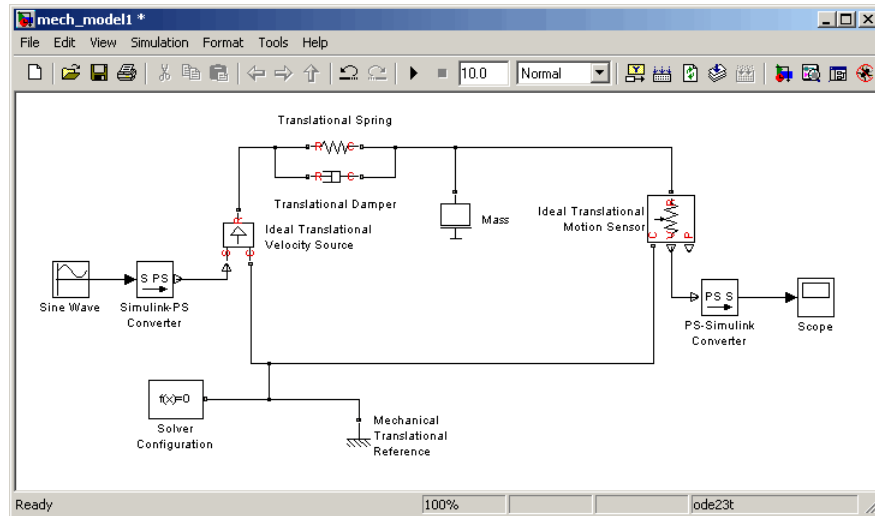 mech_model1 *
File Edit View Simulation Format Tools Help
10.0 Normal
Translational Spring
R C
R C
Translational Damper
R
S C
Ideal Translational
Velocity Source
Mass
Ideal Translational
Motion Sensor
R
C V P
Sine Wave
S PS
Simulink-PS
Converter
PS S
PS-Simulink
Converter
Scope
f(x)=0
Solver
Configuration
Mechanical
Translational
Reference
Ready 100% ode23t